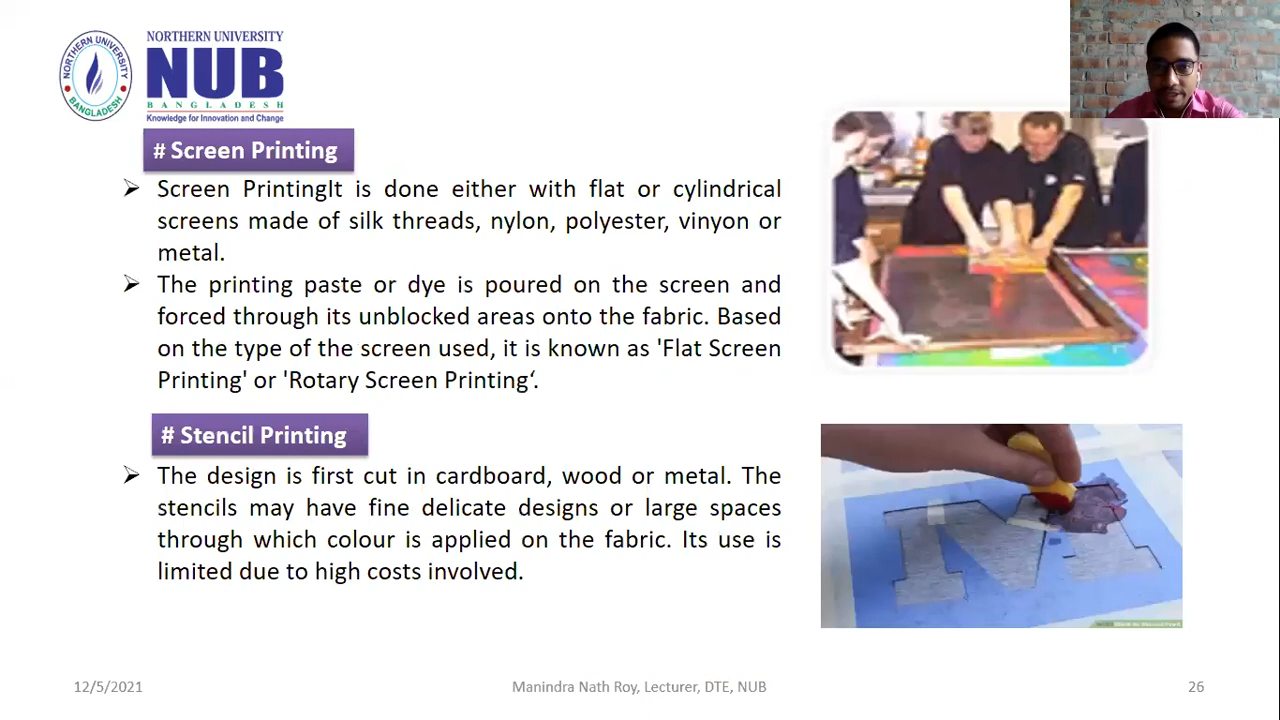 NORTHERN UNIVERSITY
BANGLADESH
NORTHERN UNIVERSITY
NUB
BANGLADESH
Knowledge for Innovation and Change
# Screen Printing
➢ Screen PrintingIt is done either with flat or cylindrical
screens made of silk threads, nylon, polyester, vinyon or
metal.
➢ The printing paste or dye is poured on the screen and
forced through its unblocked areas onto the fabric. Based
on the type of the screen used, it is known as 'Flat Screen
Printing' or 'Rotary Screen Printing‘.
# Stencil Printing
➢ The design is first cut in cardboard, wood or metal. The
stencils may have fine delicate designs or large spaces
through which colour is applied on the fabric. Its use is
limited due to high costs involved.
M
12/5/2021
Manindra Nath Roy, Lecturer, DTE, NUB
26